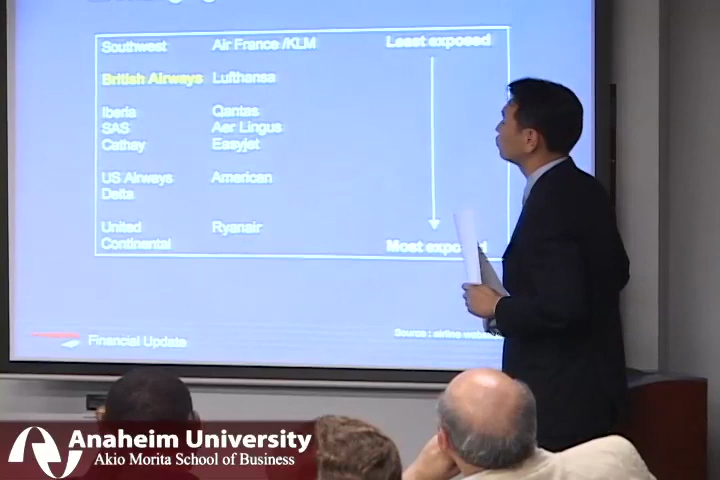 Southwest Air France/KLM Least exposed
British Airways Lufthansa
Iberia Qantas
SAS Aer Lingus
Cathay Easyjet
US Airways American
Delta
United Ryanair
Continental Most exposed
Financial Update Source : airline
Anaheim University
Akio Morita School of Business